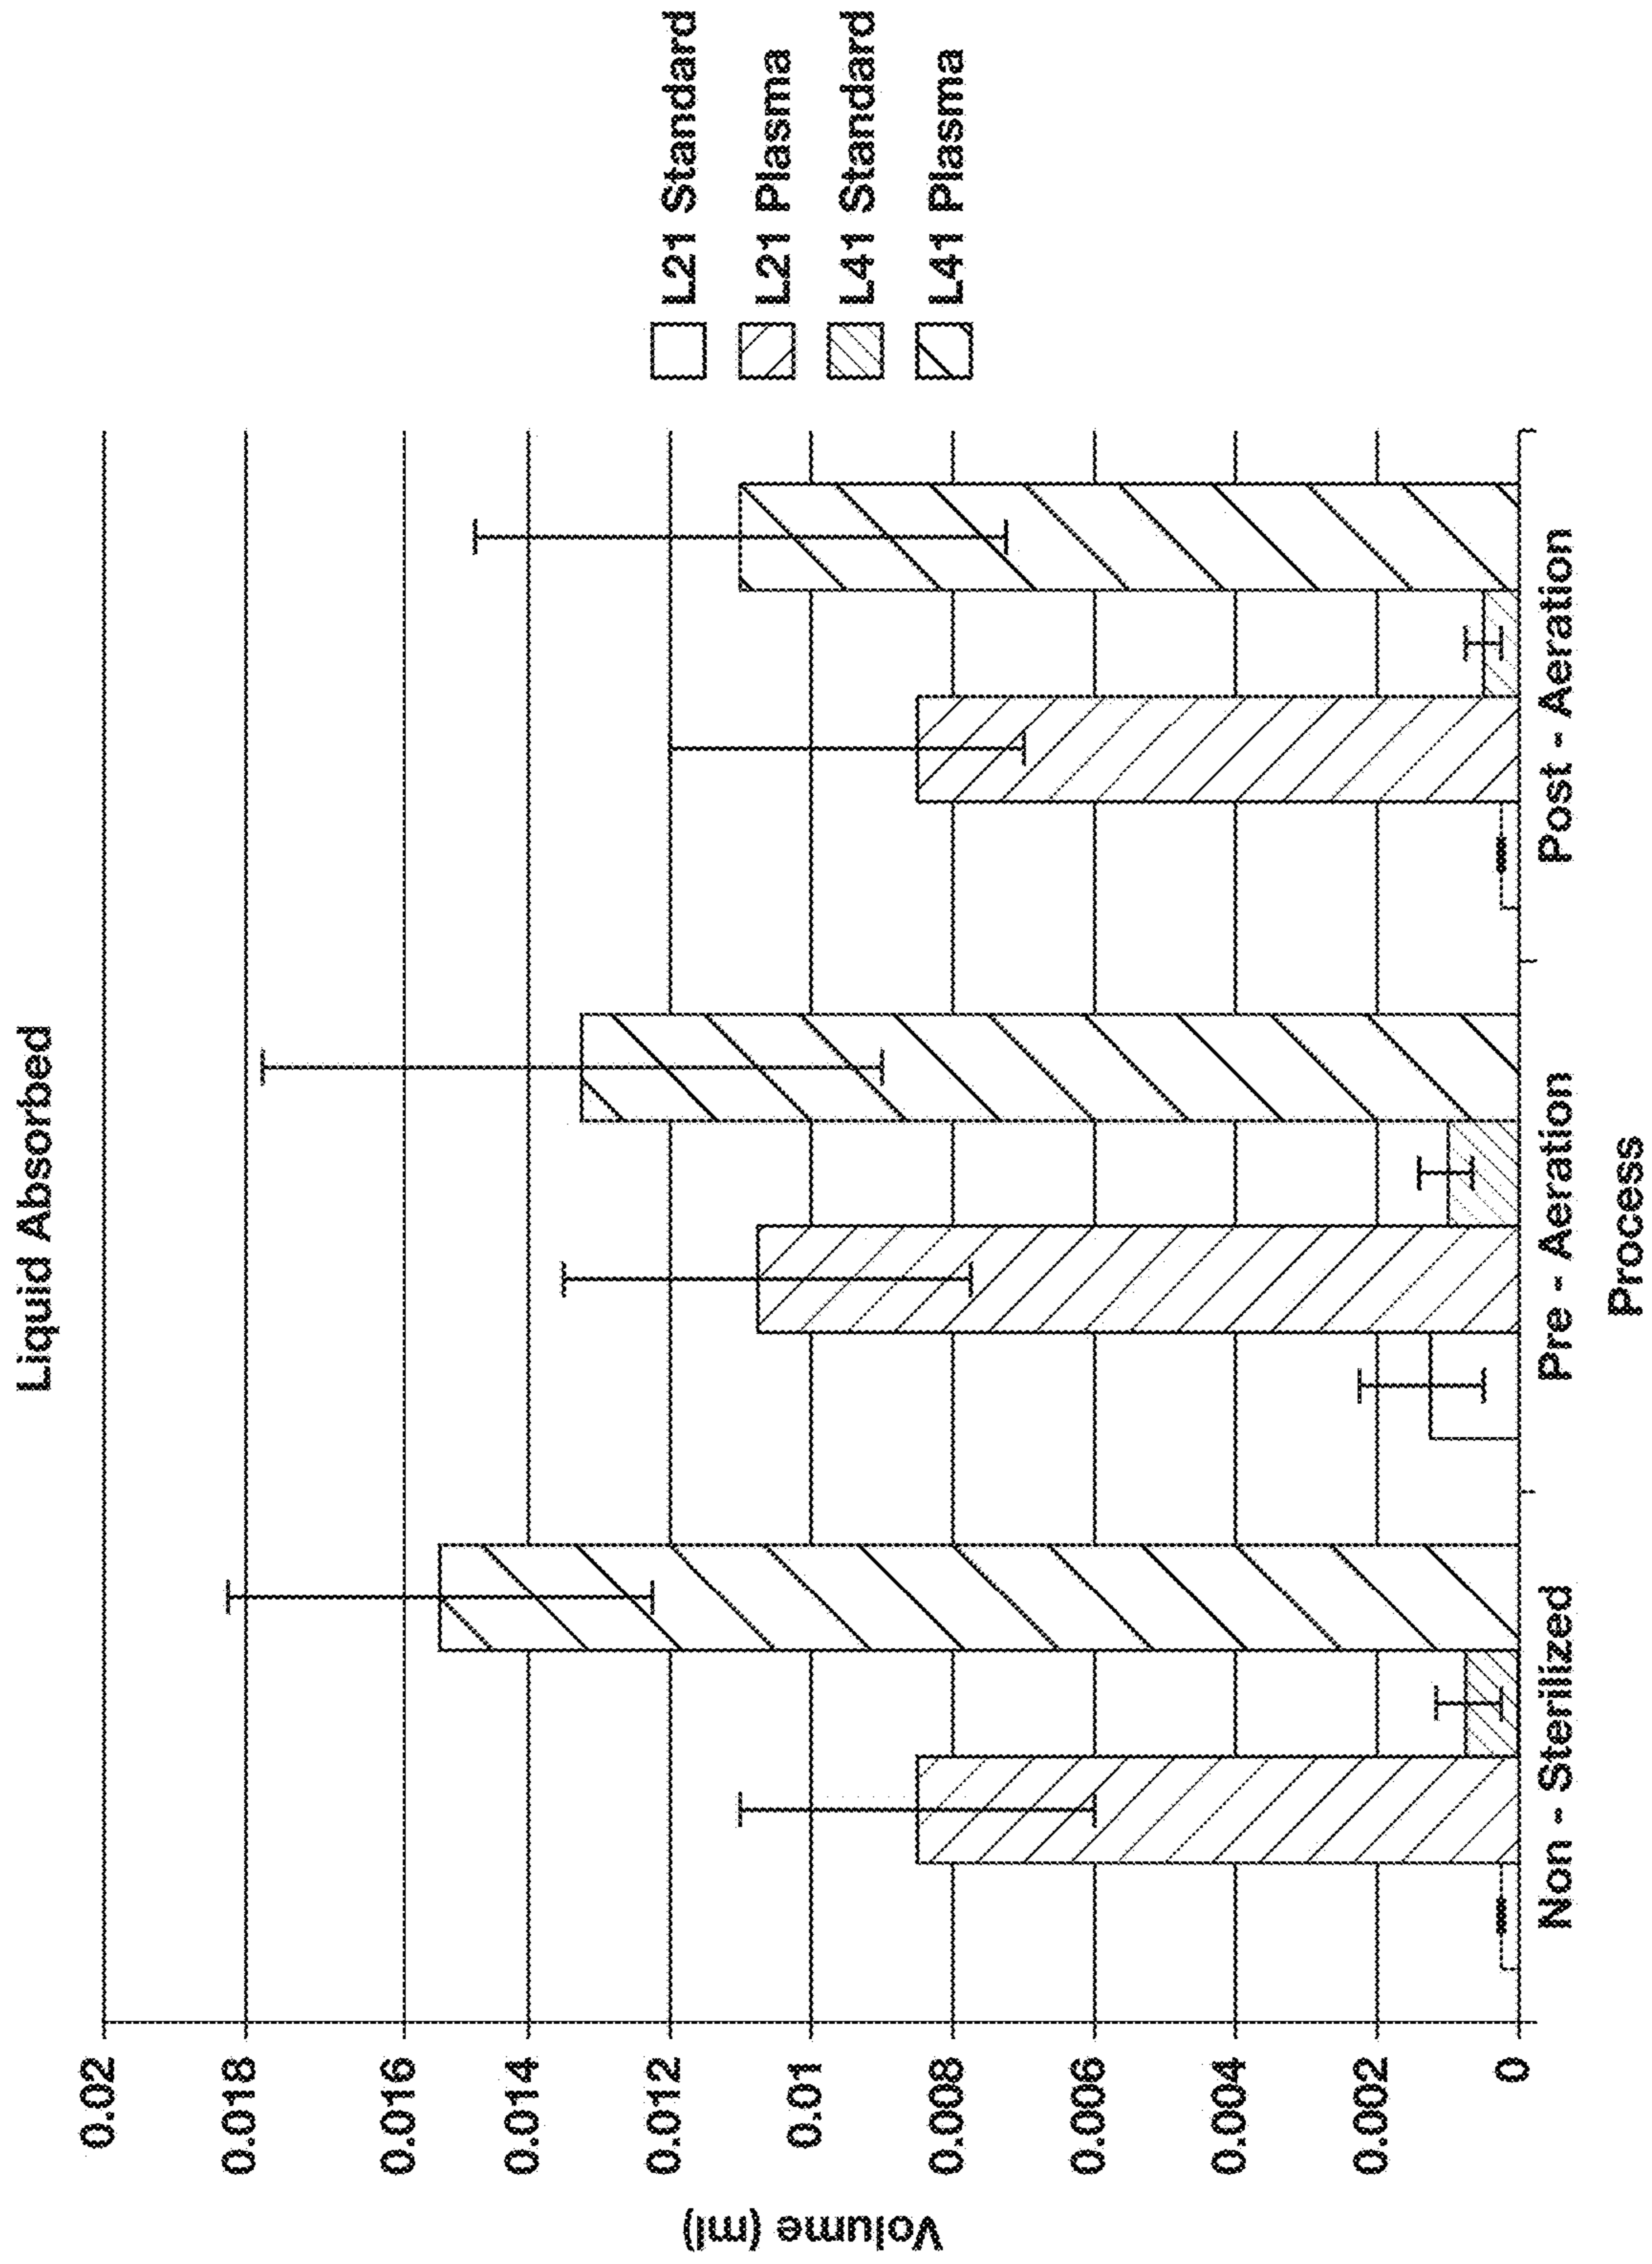 Liquid Absorbed
0.02
0.018
0.016
0.014
0.012
0.01
0.008
0.006
0.004
0.002
0
Volume (ml)
Non - Sterilized
Pre - Aeration
Post - Aeration
Process
L21 Standard
L21 Plasma
L41 Standard
L41 Plasma